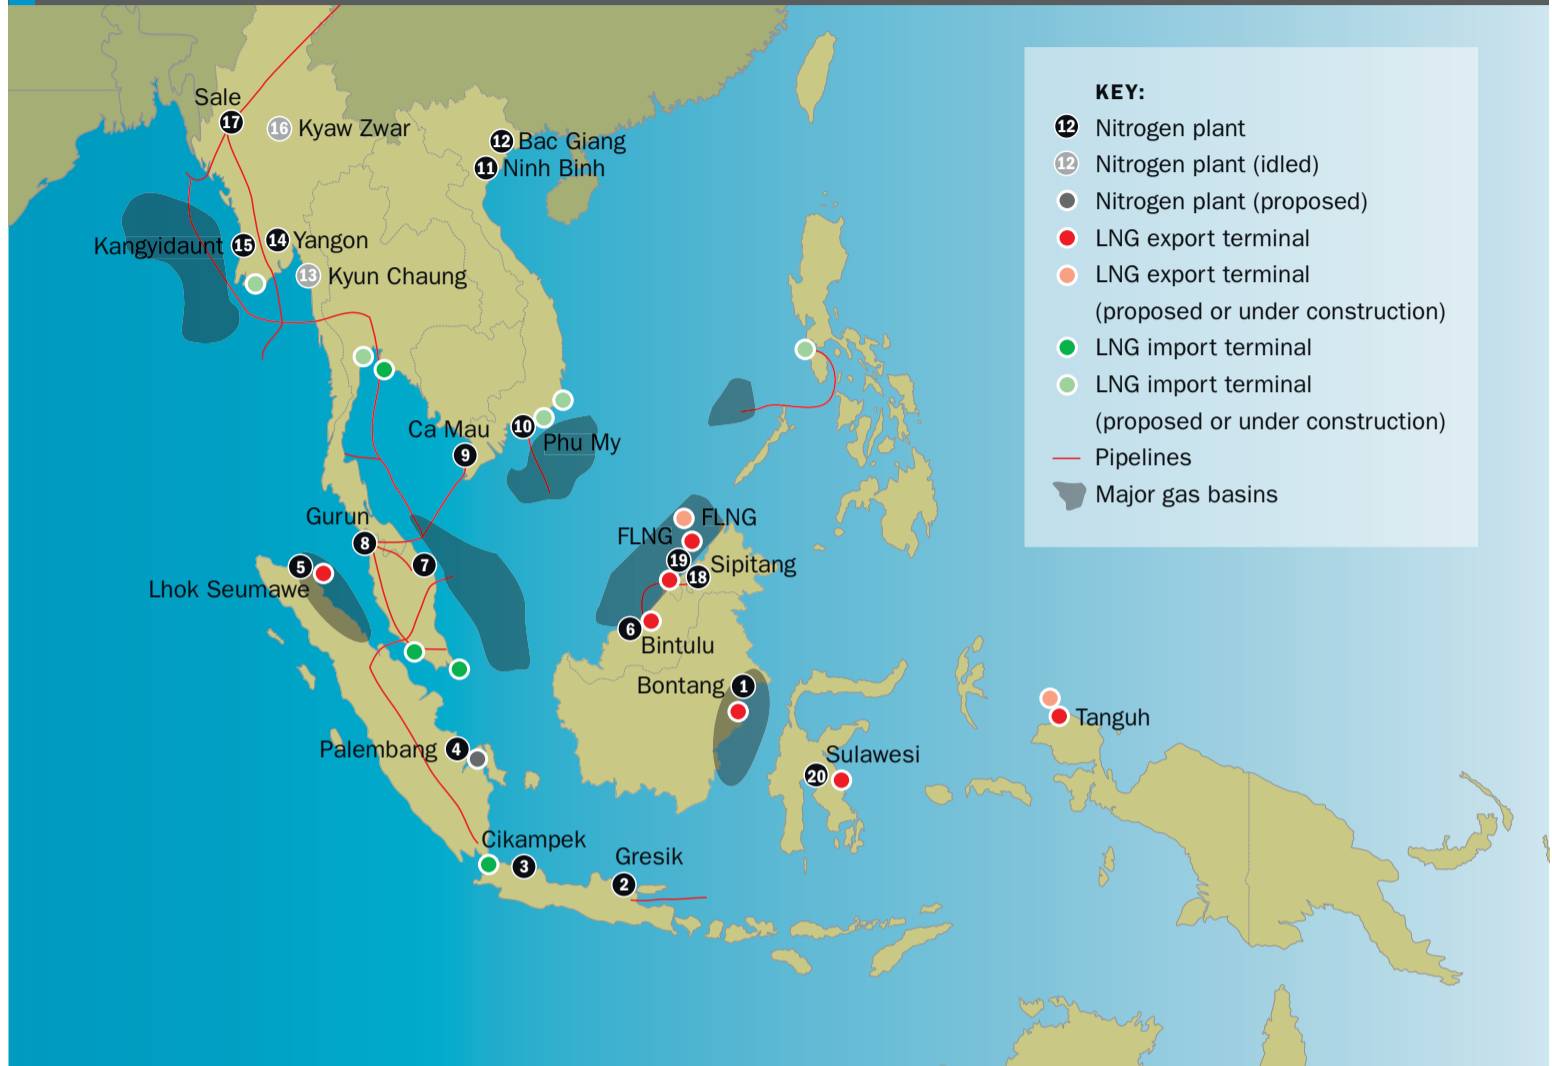 Sale
17
16 Kyaw Zwar
12 Bac Giang
11 Ninh Binh
Kangyidaunt 15
14 Yangon
13 Kyun Chaung
Ca Mau
9
10
Phu My
Gurun
8
7
5
Lhok Seumawe
FLNG
FLNG
19
18
Sipitang
6
Bintulu
Bontang 1
Palembang 4
Sulawesi
20
Tanguh
Cikampek
3
Gresik
2
KEY:
12 Nitrogen plant
12 Nitrogen plant (idled)
Nitrogen plant (proposed)
LNG export terminal
LNG export terminal
(proposed or under construction)
LNG import terminal
LNG import terminal
(proposed or under construction)
Pipelines
Major gas basins